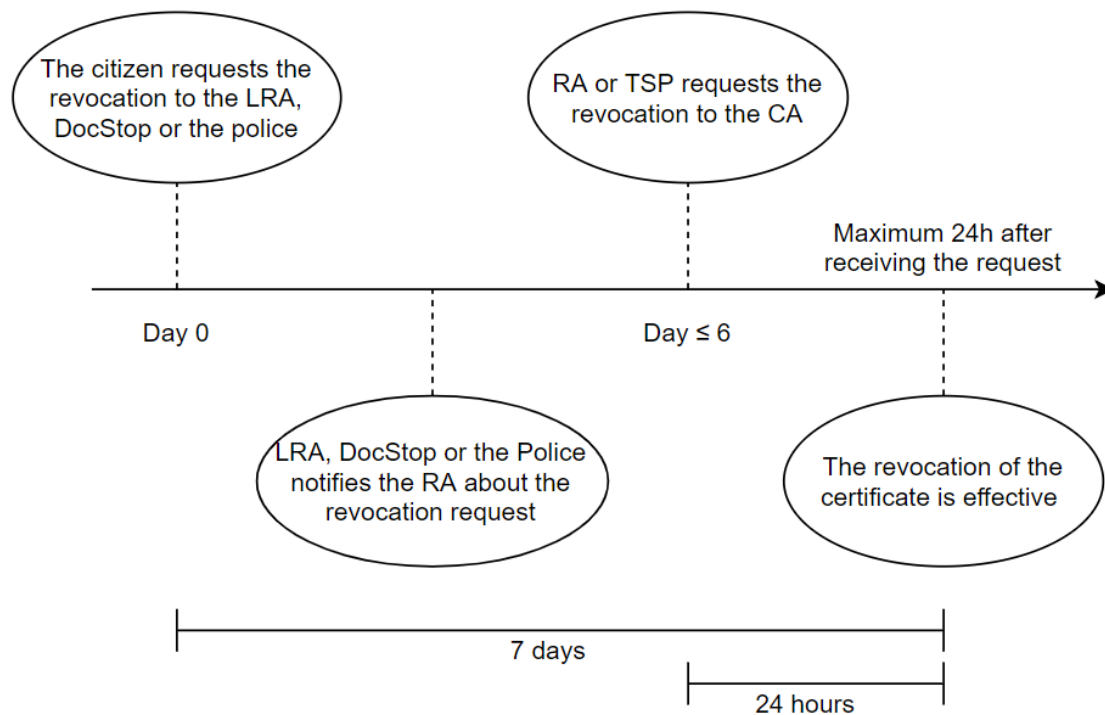 The citizen requests the
revocation to the LRA,
DocStop or the police
RA or TSP requests the
revocation to the CA
Maximum 24h after
receiving the request
Day 0
Day ≤ 6
LRA, DocStop or the Police
notifies the RA about the
revocation request
The revocation of the
certificate is effective
7 days
24 hours